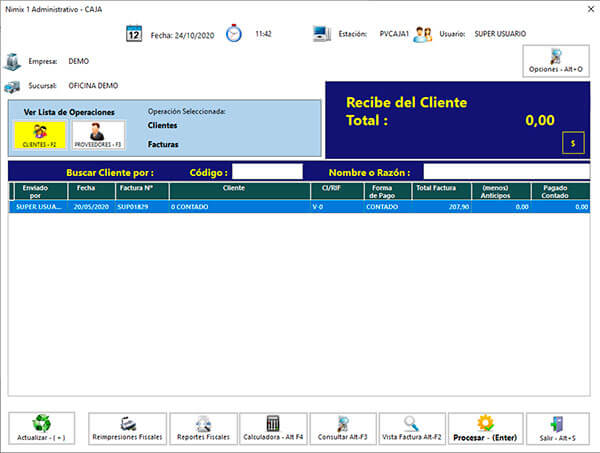 Nimix 1 Administrativo - CAJA
12 Fecha: 24/10/2020 11:42 Estación: PVCAJA1 Usuario: SUPER USUARIO
Empresa: DEMO
Opciones - Alt+O
Sucursal: OFICINA DEMO
Ver Lista de Operaciones
CLIENTES - F2 PROVEEDORES - F3
Operación Seleccionada:
Clientes
Facturas
Recibe del Cliente
Total : 0,00
$
Buscar Cliente por : Código : Nombre o Razón :
Enviado por Fecha Factura Nº Cliente CI/RIF Forma de Pago Total Factura (menos) Anticipos Pagado Contado
SUPER USUA... 20/05/2020 SUP01829 0 CONTADO V-0 CONTADO 207,90 0,00 0,00
Actualizar - ( + ) Reimpresiones Fiscales Reportes Fiscales Calculadora - Alt F4 Consultar Alt-F3 Vista Factura Alt-F2 Procesar - (Enter) Salir - Alt+S